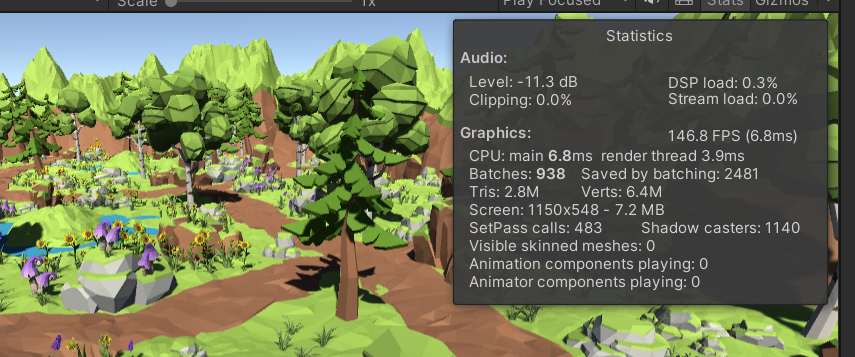 Scale 1x Play Focused Stats Gizmos
Statistics
Audio:
Level: -11.3 dB DSP load: 0.3%
Clipping: 0.0% Stream load: 0.0%
Graphics: 146.8 FPS (6.8ms)
CPU: main 6.8ms render thread 3.9ms
Batches: 938 Saved by batching: 2481
Tris: 2.8M Verts: 6.4M
Screen: 1150x548 - 7.2 MB
SetPass calls: 483 Shadow casters: 1140
Visible skinned meshes: 0
Animation components playing: 0
Animator components playing: 0